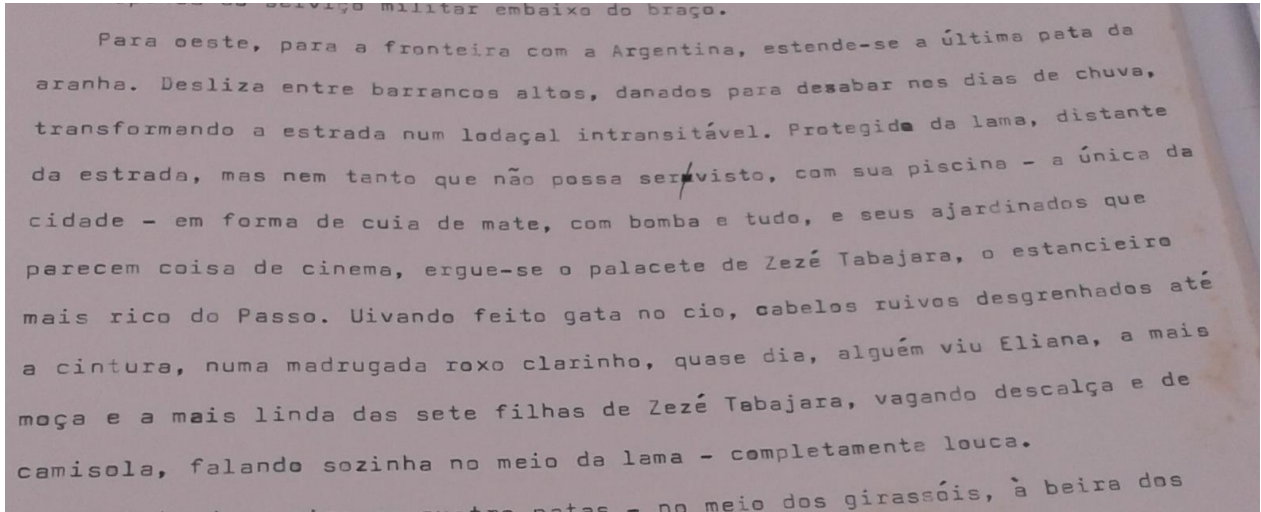 serviço militar embaixo do braço.
Para oeste, para a fronteira com a Argentina, estende-se a última pata da
aranha. Desliza entre barrancos altos, danados para desabar nos dias de chuva,
transformando a estrada num lodaçal intransitável. Protegido da lama, distante
da estrada, mas nem tanto que não possa ser visto, com sua piscina - a única da
cidade - em forma de cuia de mate, com bomba e tudo, e seus ajardinados que
parecem coisa de cinema, ergue-se o palacete de Zezé Tabajara, o estancieiro
mais rico do Passo. Uivando feito gata no cio, cabelos ruivos desgrenhados até
a cintura, numa madrugada roxo clarinho, quase dia, alguém viu Eliana, a mais
moça e a mais linda das sete filhas de Zezé Tabajara, vagando descalça e de
camisola, falando sozinha no meio da lama - completamente louca.
patas - no meio dos girassóis, à beira dos